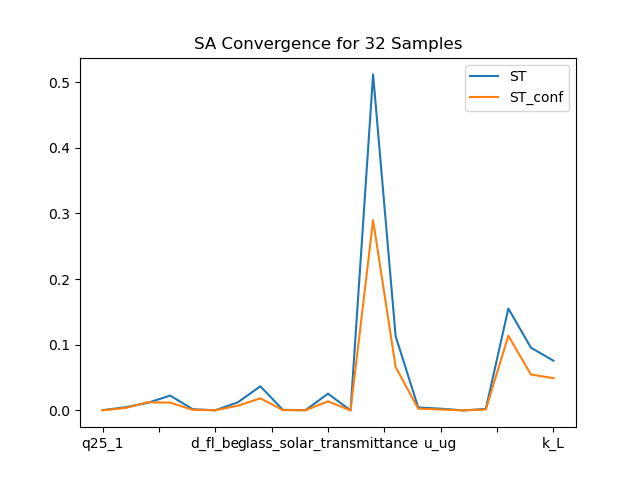 SA Convergence for 32 Samples
ST
ST_conf
0.5
0.4
0.3
0.2
0.1
0.0
q25_1 d_fl_be glass_solar_transmittance u_ug k_L